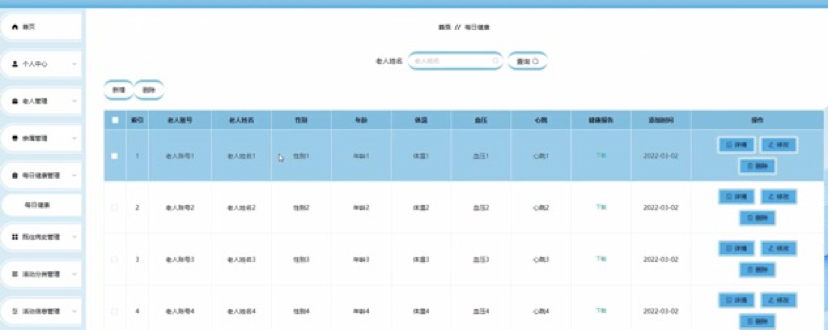 首页
个人中心
老人管理
亲属管理
每日健康管理
每日健康
既往病史管理
活动分类管理
活动信息管理
首页 // 每日健康
老人姓名 老人姓名 查询
新增 删除
索引 老人账号 老人姓名 性别 年龄 体温 血压 心跳 健康报告 添加时间 操作
1 老人账号1 老人姓名1 性别1 年龄1 体温1 血压1 心跳1 下载 2022-03-02 详情 修改
删除
2 老人账号2 老人姓名2 性别2 年龄2 体温2 血压2 心跳2 下载 2022-03-02 详情 修改
删除
3 老人账号3 老人姓名3 性别3 年龄3 体温3 血压3 心跳3 下载 2022-03-02 详情 修改
删除
4 老人账号4 老人姓名4 性别4 年龄4 体温4 血压4 心跳4 下载 2022-03-02 详情 修改
删除